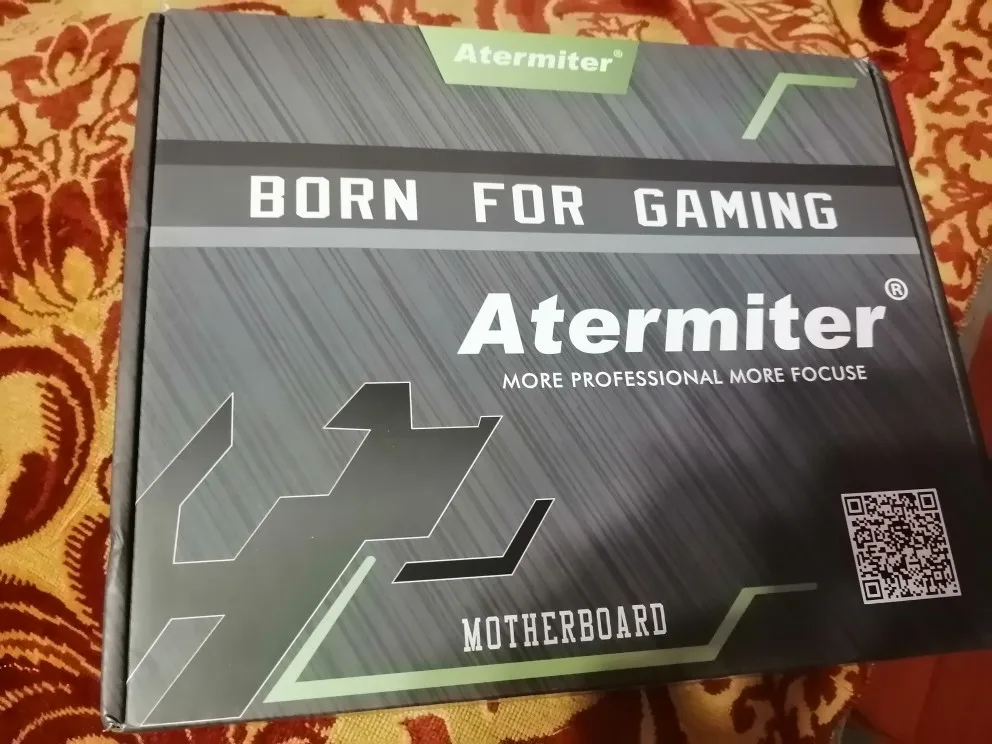 Atermiter®
BORN FOR GAMING
Atermiter®
MORE PROFESSIONAL MORE FOCUSE
MOTHERBOARD